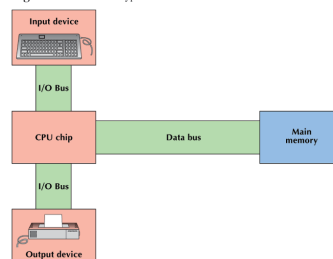 Input device
I/O Bus
CPU chip
Data bus
Main
memory
I/O Bus
Output device